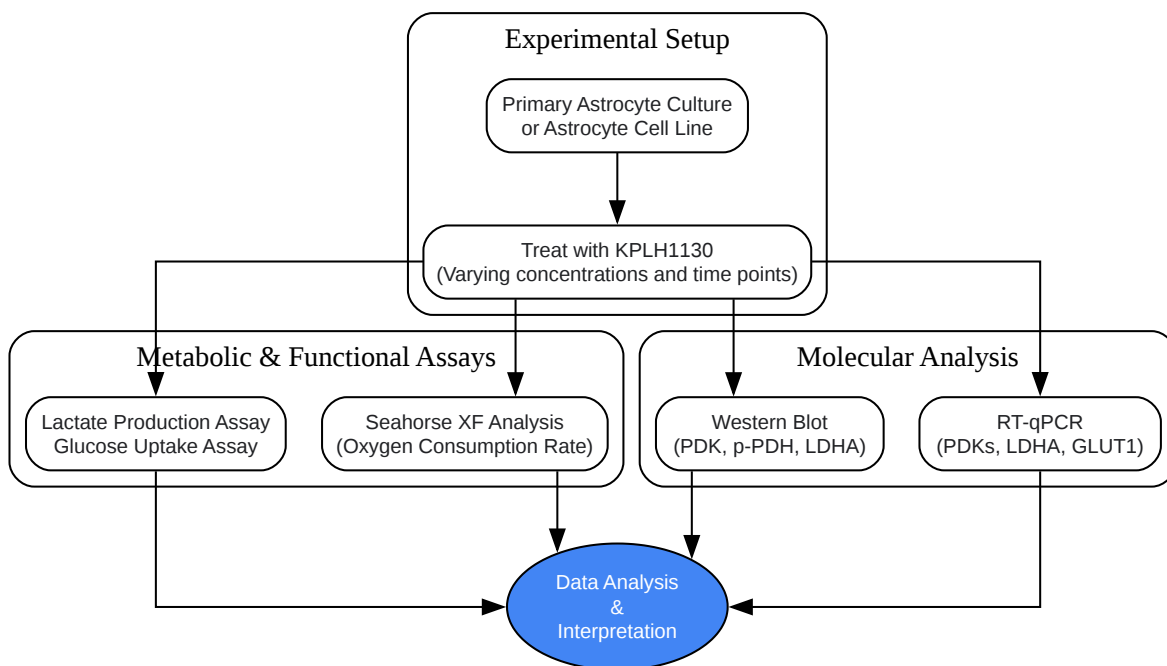 Experimental Setup
Primary Astrocyte Culture
or Astrocyte Cell Line
Treat with KPLH1130
(Varying concentrations and time points)
Metabolic & Functional Assays
Lactate Production Assay
Glucose Uptake Assay
Seahorse XF Analysis
(Oxygen Consumption Rate)
Molecular Analysis
Western Blot
(PDK, p-PDH, LDHA)
RT-qPCR
(PDKs, LDHA, GLUT1)
Data Analysis
&
Interpretation